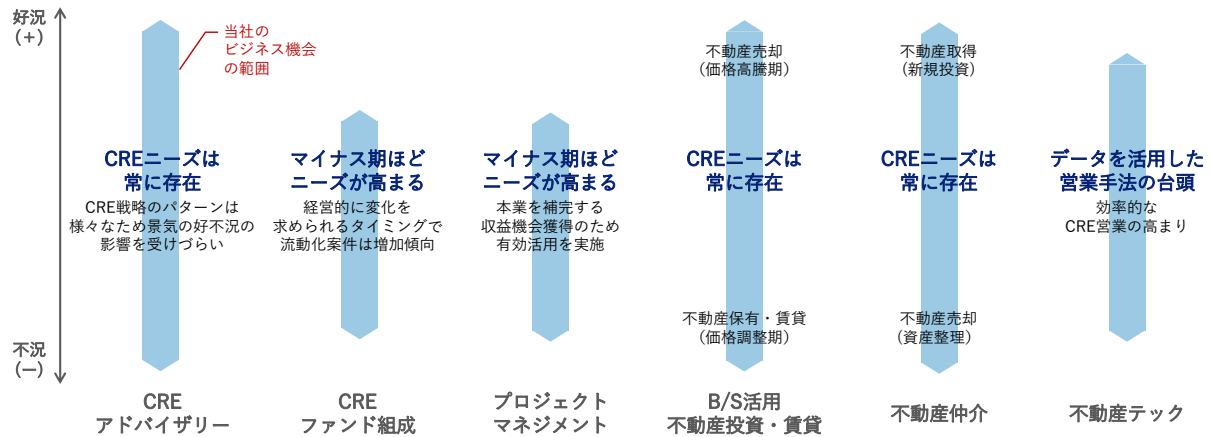 好況
(+)
当社の
ビジネス機会
の範囲
CREニーズは
常に存在
CRE戦略のパターンは
様々なため景気の好不況の
影響を受けづらい
マイナス期ほど
ニーズが高まる
経営的に変化を
求められるタイミングで
流動化案件は増加傾向
マイナス期ほど
ニーズが高まる
本業を補完する
収益機会獲得のため
有効活用を実施
不動産売却
(価格高騰期)
CREニーズは
常に存在
不動産保有・賃貸
(価格調整期)
不動産取得
(新規投資)
CREニーズは
常に存在
不動産売却
(資産整理)
データを活用した
営業手法の台頭
効率的な
CRE営業の高まり
不況
(ー)
CRE
アドバイザリー
CRE
ファンド組成
プロジェクト
マネジメント
B/S活用
不動産投資・賃貸
不動産仲介
不動産テック